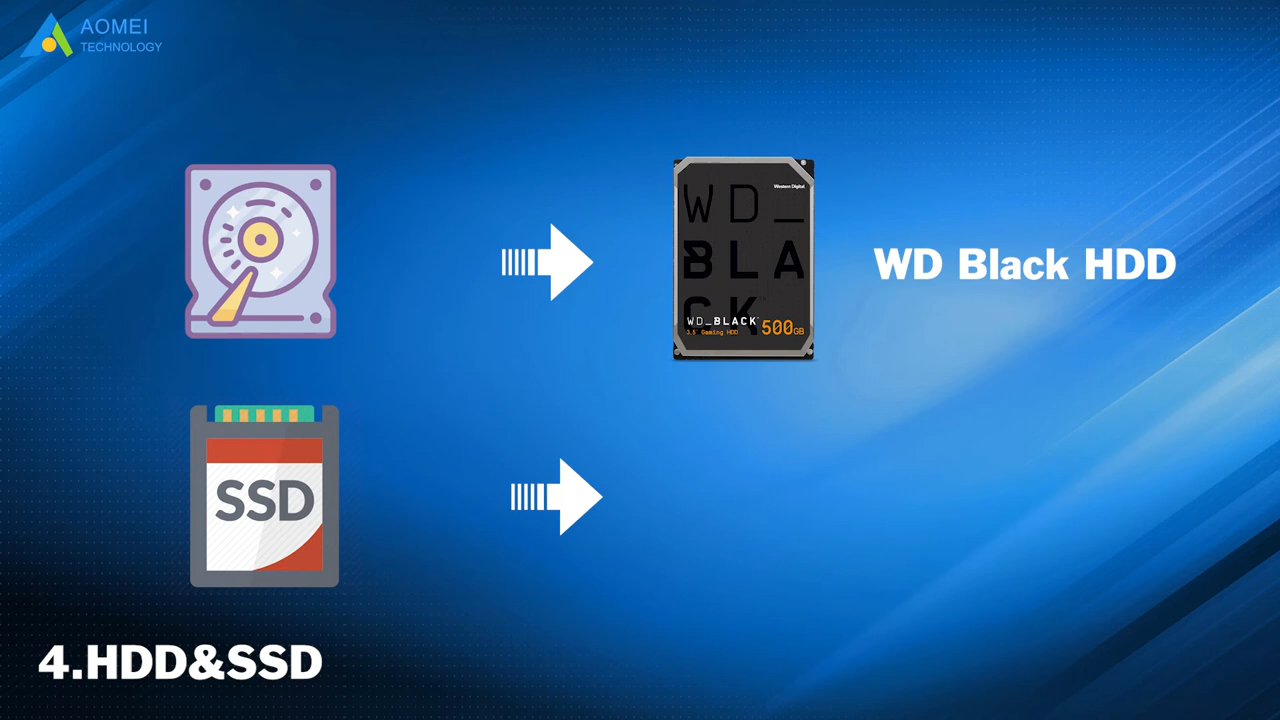 AOMEI
TECHNOLOGY
Western Digital
WD_
BLA
CK
WD_BLACK
3.5" Gaming HDD
500GB
WD Black HDD
SSD
4.HDD&SSD